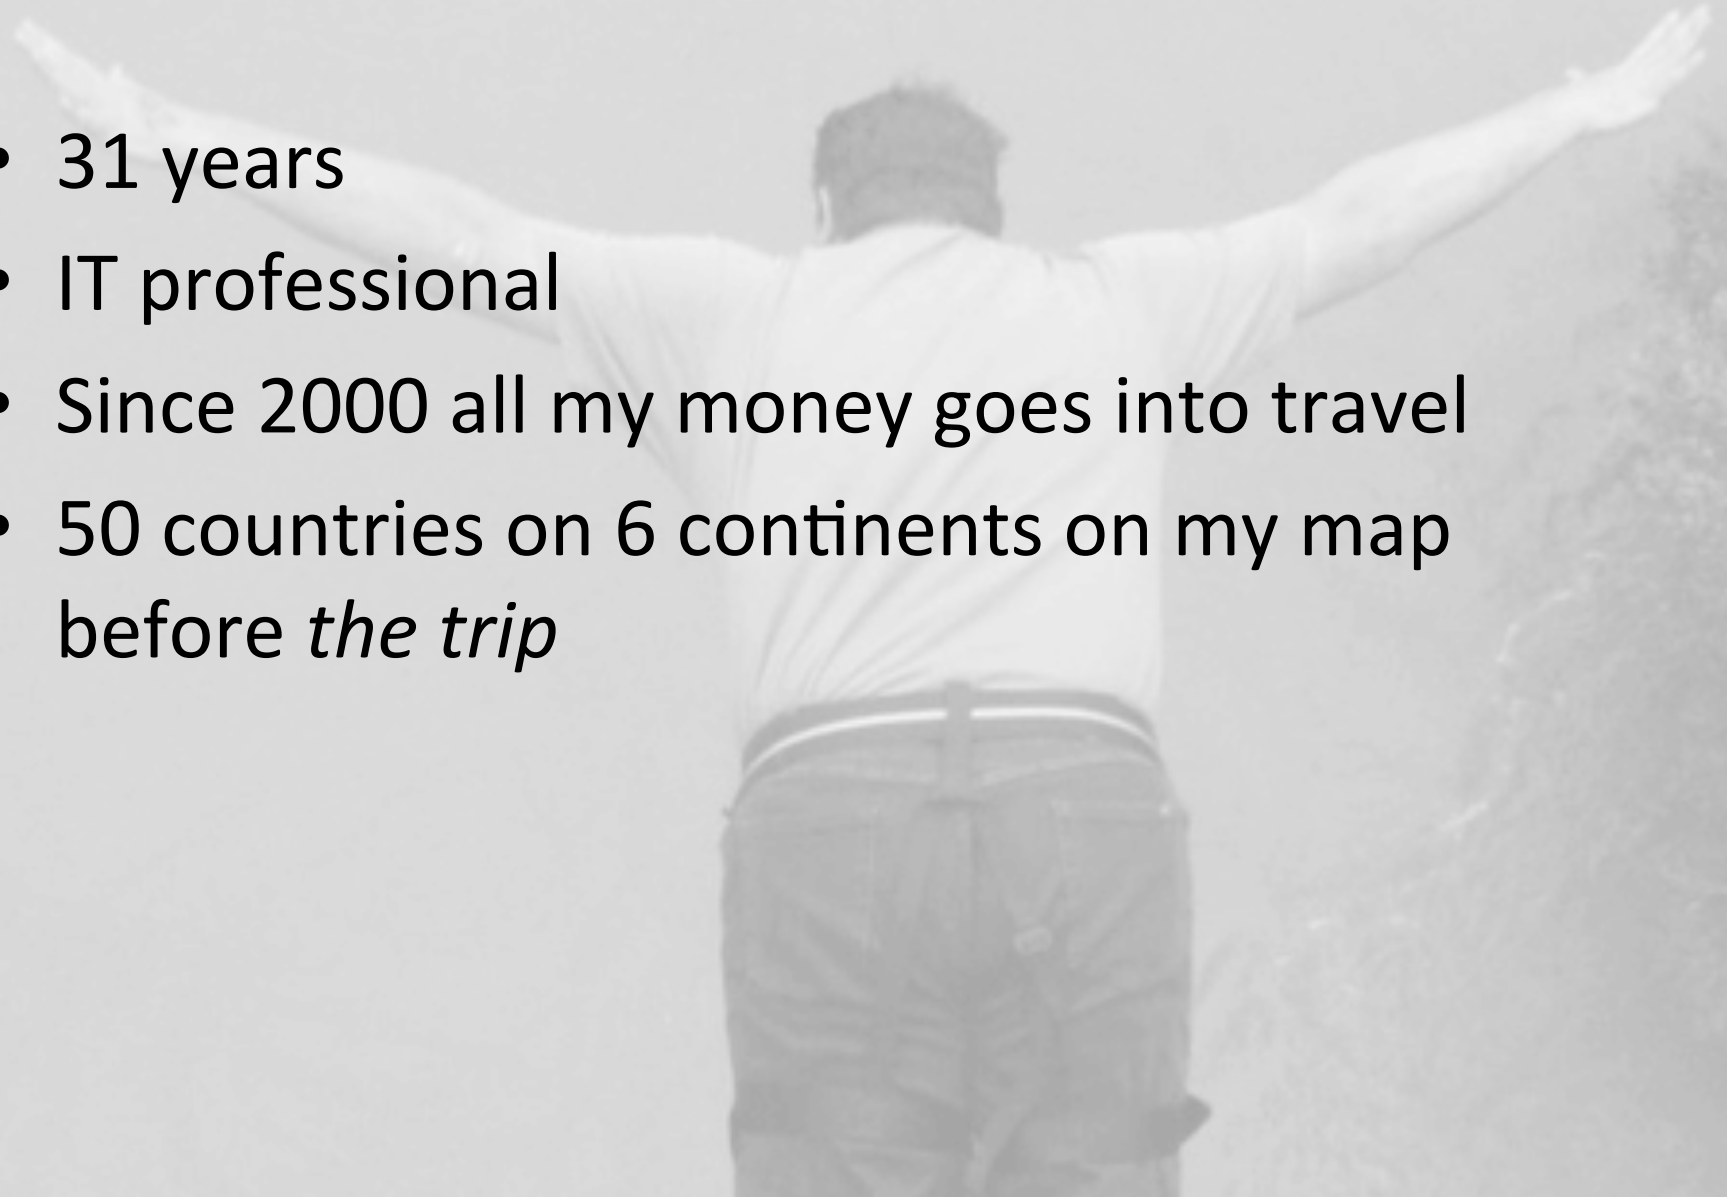 • 31 years
• IT professional
• Since 2000 all my money goes into travel
• 50 countries on 6 continents on my map
before the trip